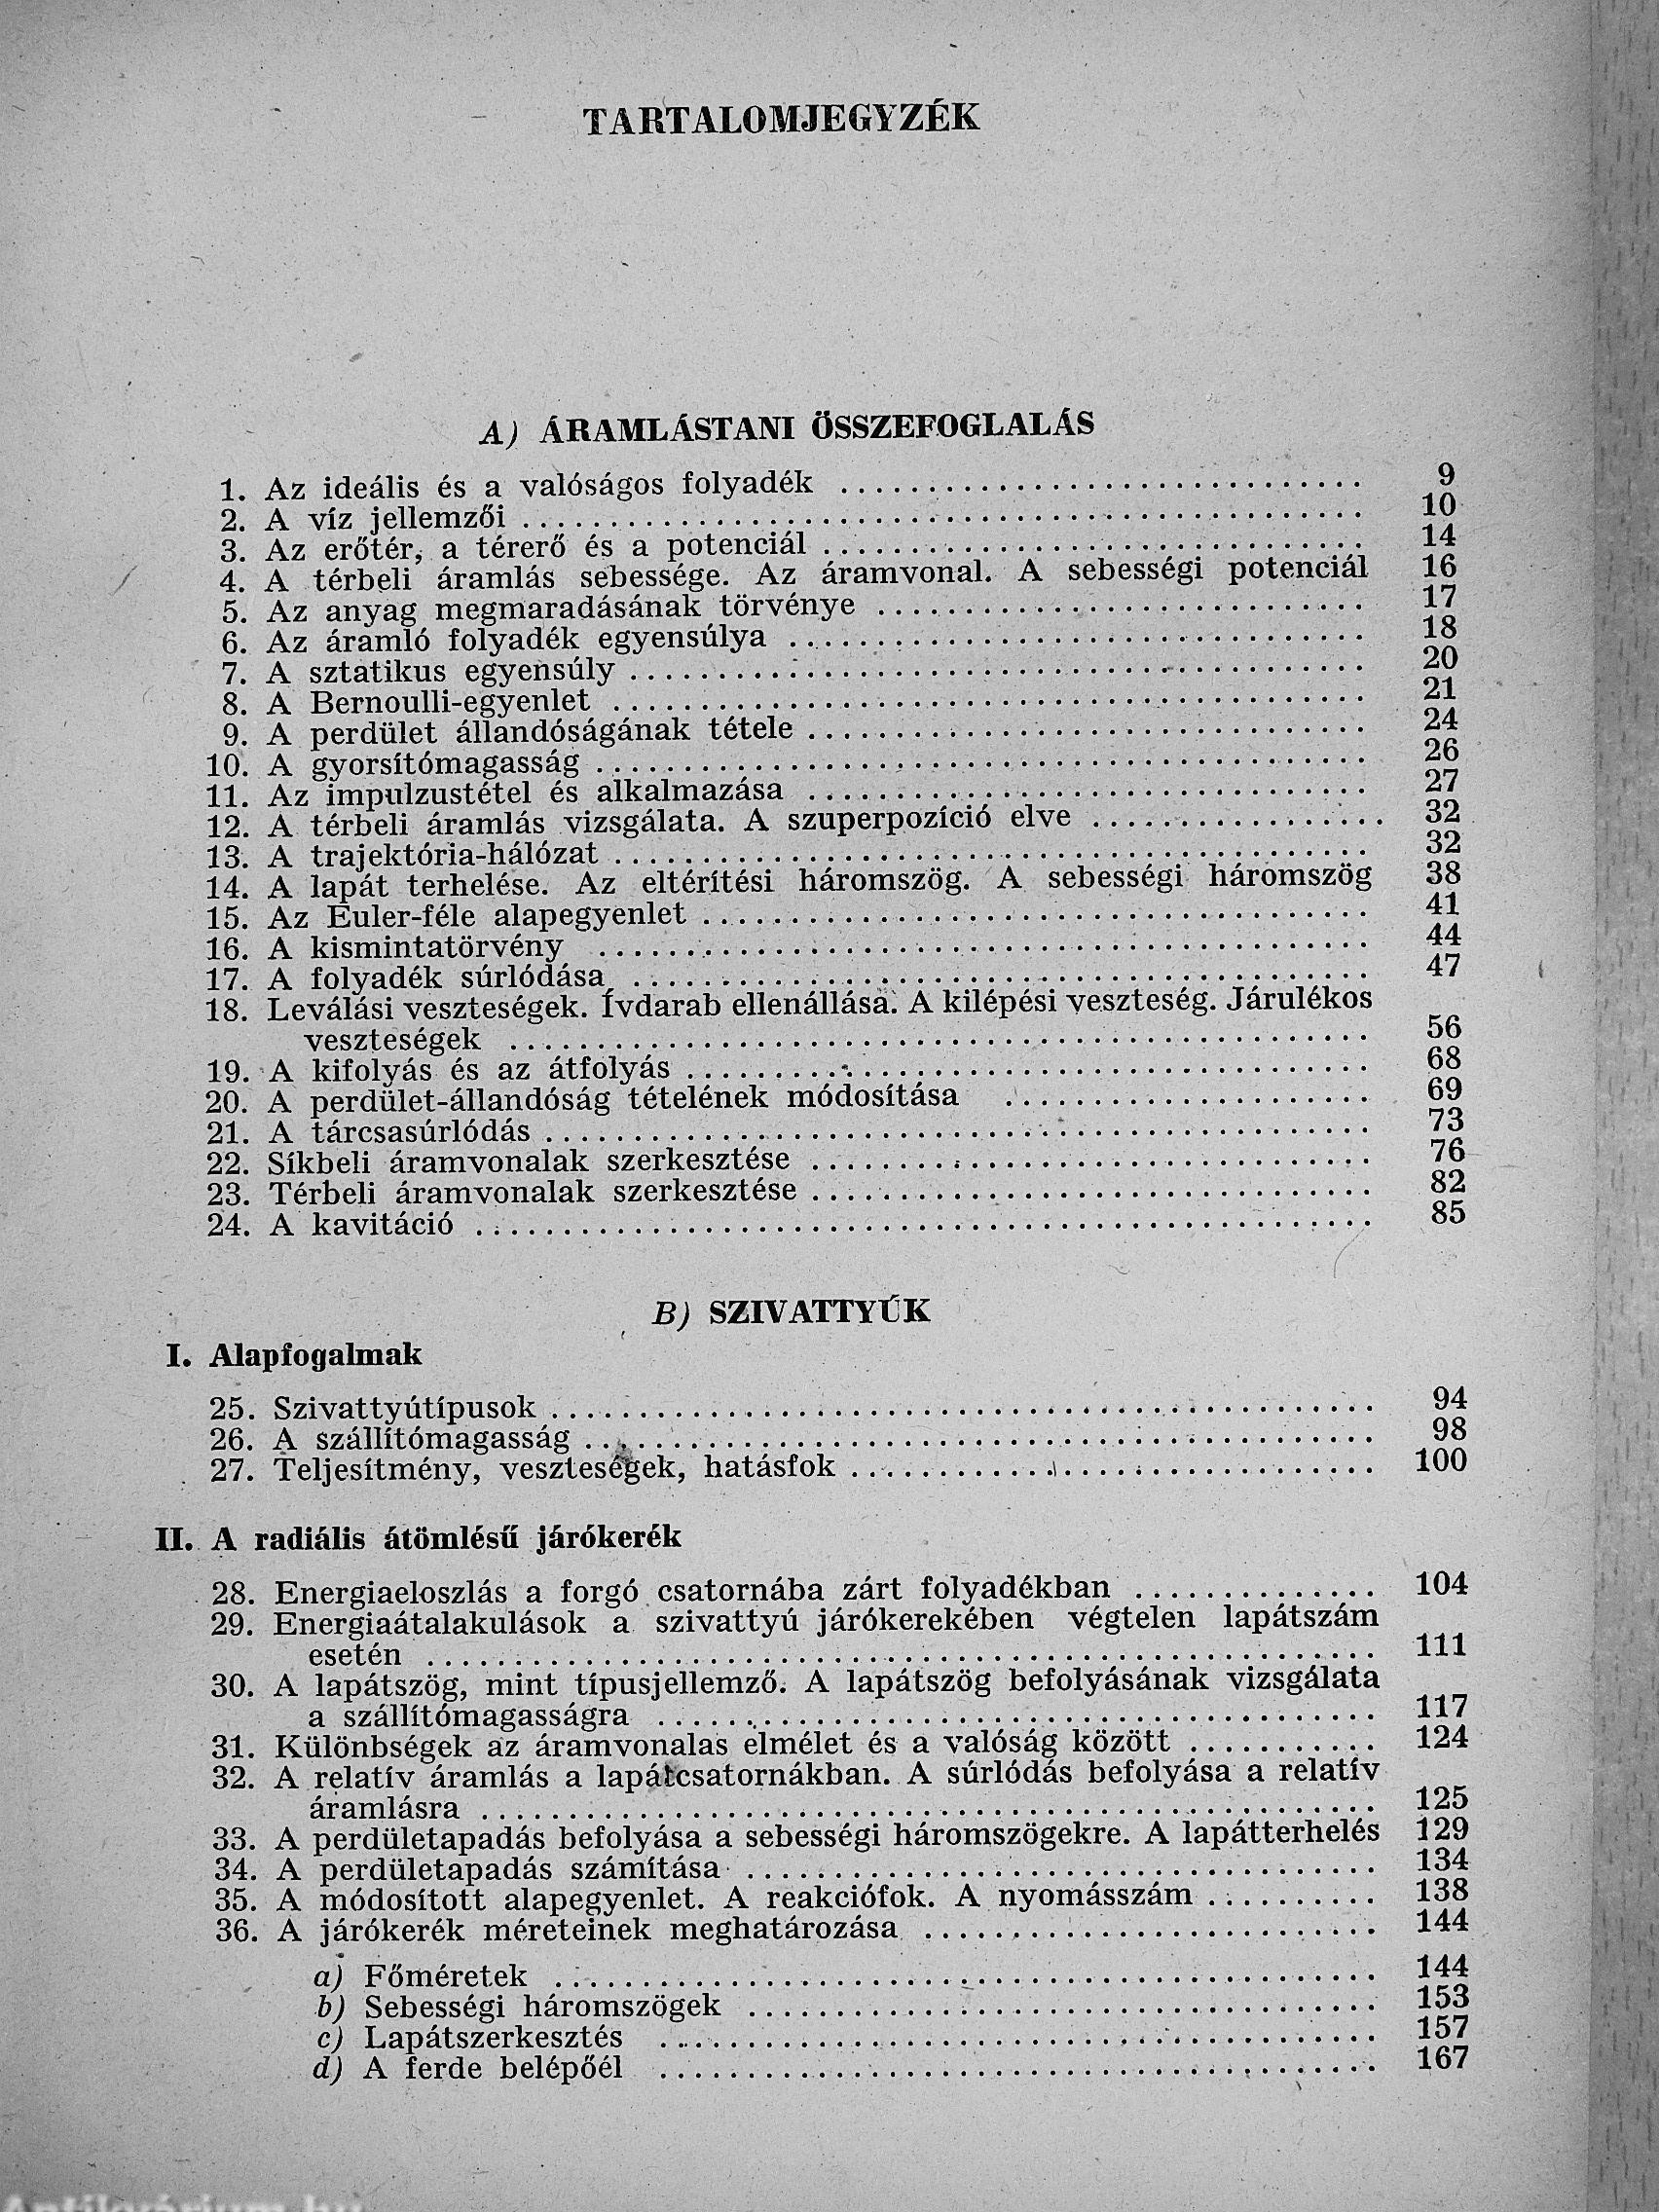 TARTALOMJEGYZÉK
A) ÁRAMLÁSTANI ÖSSZEFOGLALÁS
1. Az ideális és a valóságos folyadék ........ 9
2. A víz jellemzői ........ 10
3. Az erőtér, a térerő és a potenciál ........ 14
4. A térbeli áramlás sebessége. Az áramvonal. A sebességi potenciál 16
5. Az anyag megmaradásának törvénye ........ 17
6. Az áramló folyadék egyensúlya ........ 18
7. A sztatikus egyensúly ........ 20
8. A Bernoulli-egyenlet ........ 21
9. A perdület állandóságának tétele ........ 24
10. A gyorsítómagasság ........ 26
11. Az impulzustétel és alkalmazása ........ 27
12. A térbeli áramlás vizsgálata. A szuperpozíció elve ........ 32
13. A trajektória-hálózat ........ 32
14. A lapát terhelése. Az eltérítési háromszög. A sebességi háromszög 38
15. Az Euler-féle alapegyenlet ........ 41
16. A kismintatörvény ........ 44
17. A folyadék súrlódása ........ 47
18. Leválási veszteségek. Ívdarab ellenállása. A kilépési veszteség. Járulékos
veszteségek ........ 56
19. A kifolyás és az átfolyás ........ 68
20. A perdület-állandóság tételének módosítása ........ 69
21. A tárcsasúrlódás ........ 73
22. Síkbeli áramvonalak szerkesztése ........ 76
23. Térbeli áramvonalak szerkesztése ........ 82
24. A kavitáció ........ 85
B) SZIVATTYÚK
I. Alapfogalmak
25. Szivattyútípusok ........ 94
26. A szállítómagasság ........ 98
27. Teljesítmény, veszteségek, hatásfok ........ 100
II. A radiális átömlésű járókerék
28. Energiaeloszlás a forgó csatornába zárt folyadékban ........ 104
29. Energiaátalakulások a szivattyú járókerekében végtelen lapátszám
esetén ........ 111
30. A lapátszög, mint típusjellemző. A lapátszög befolyásának vizsgálata
a szállítómagasságra ........ 117
31. Különbségek az áramvonalas elmélet és a valóság között ........ 124
32. A relatív áramlás a lapátcsatornákban. A súrlódás befolyása a relatív
áramlásra ........ 125
33. A perdületapadás befolyása a sebességi háromszögekre. A lapátterhelés 129
34. A perdületapadás számítása ........ 134
35. A módosított alapegyenlet. A reakciófok. A nyomásszám ........ 138
36. A járókerék méreteinek meghatározása ........ 144
a) Főméretek ........ 144
b) Sebességi háromszögek ........ 153
c) Lapátszerkesztés ........ 157
d) A ferde belépőél ........ 167
Antikvárium.hu